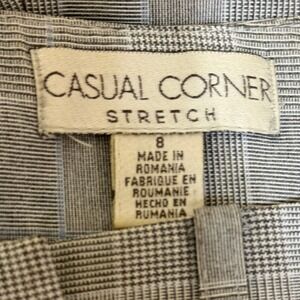 CASUAL CORNER
STRETCH
8
MADE IN
ROMANIA
FABRIQUE EN
ROUMANIE
HECHO EN
RUMANIA